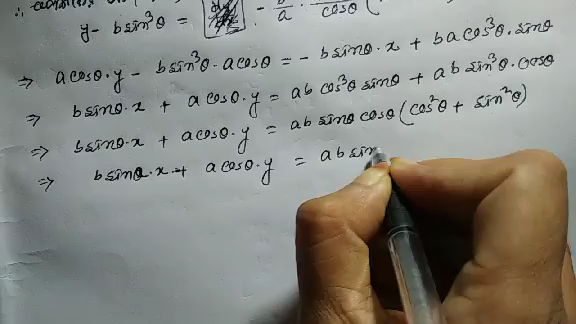 y - b sin³θ = - b/a · sinθ/cosθ (
⇒ a cosθ·y - b sin³θ·a cosθ = - b sinθ·x + b a cos³θ·sinθ
⇒ b sinθ·x + a cosθ·y = ab cos³θ sinθ + ab sin³θ·cosθ
⇒ b sinθ·x + a cosθ·y = ab sinθ cosθ (cos²θ + sin²θ)
⇒ b sinθ·x + a cosθ·y = ab sin